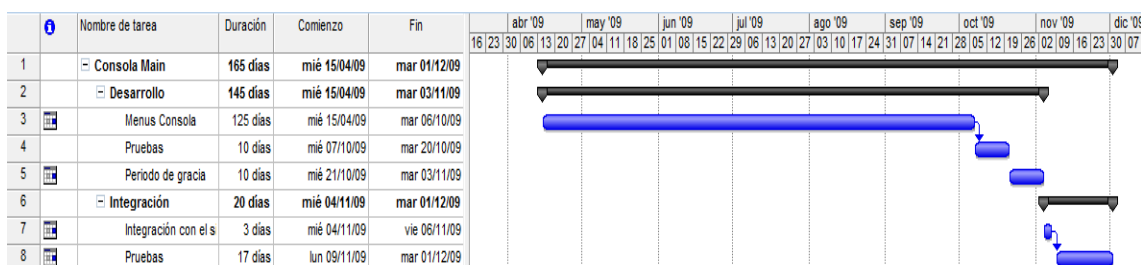 Nombre de tarea Duración Comienzo Fin abr '09 may '09 jun '09 jul '09 ago '09 sep '09 oct '09 nov '09 dic '09
16 23 30 06 13 20 27 04 11 18 25 01 08 15 22 29 06 13 20 27 03 10 17 24 31 07 14 21 28 05 12 19 26 02 09 16 23 30 07
1 Consola Main 165 días mié 15/04/09 mar 01/12/09
2 Desarrollo 145 días mié 15/04/09 mar 03/11/09
3 Menus Consola 125 días mié 15/04/09 mar 06/10/09
4 Pruebas 10 días mié 07/10/09 mar 20/10/09
5 Periodo de gracia 10 días mié 21/10/09 mar 03/11/09
6 Integración 20 días mié 04/11/09 mar 01/12/09
7 Integración con el s 3 días mié 04/11/09 vie 06/11/09
8 Pruebas 17 días lun 09/11/09 mar 01/12/09